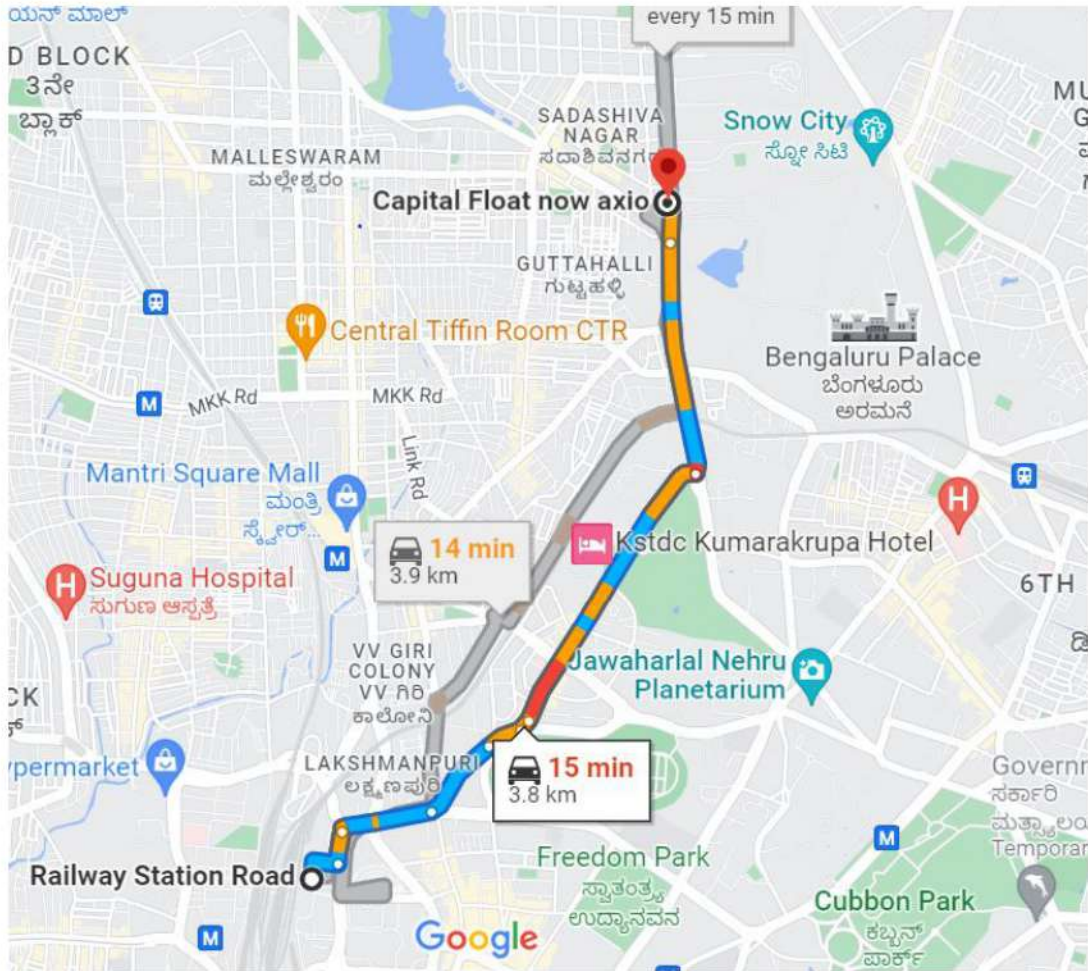 ಯನ್ ಮಾಲ್
every 15 min
D BLOCK
3ನೇ
ಬ್ಲಾಕ್
SADASHIVA
NAGAR
ಸದಾಶಿವನಗರ
Snow City
ಸ್ನೋ ಸಿಟಿ
MALLESWARAM
ಮಲ್ಲೇಶ್ವರಂ
Capital Float now axio
GUTTAHALLI
ಗುಟ್ಟಹಳ್ಳಿ
Central Tiffin Room CTR
Bengaluru Palace
ಬೆಂಗಳೂರು
ಅರಮನೆ
M
MKK Rd
MKK Rd
Link Rd
Mantri Square Mall
ಮಂತ್ರಿ
ಸ್ಕ್ವೇರ್...
M
H
14 min
3.9 km
Kstdc Kumarakrupa Hotel
H
Suguna Hospital
ಸುಗುಣ ಆಸ್ಪತ್ರೆ
6TH
VV GIRI
COLONY
VV ಗಿರಿ
ಕಾಲೋನಿ
Jawaharlal Nehru
Planetarium
CK
LAKSHMANPURI
ಲಕ್ಷ್ಮಣಪುರಿ
ypermarket
15 min
3.8 km
Governm
ಸರ್ಕಾರಿ
ಮತ್ಸ್ಯಾಲಯ
Temporar
M
Railway Station Road
Freedom Park
ಸ್ವಾತಂತ್ರ್ಯ
ಉದ್ಯಾನವನ
Cubbon Park
ಕಬ್ಬನ್
ಪಾರ್ಕ್
M
Google